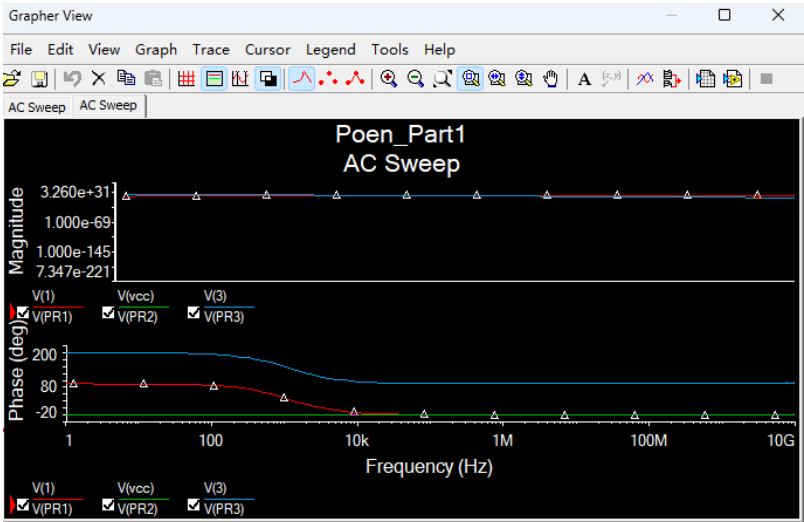 Grapher View
File Edit View Graph Trace Cursor Legend Tools Help
A
AC Sweep AC Sweep
Poen_Part1
AC Sweep
Magnitude
3.260e+31
1.000e-69
1.000e-145
7.347e-221
V(1) V(vcc) V(3)
V(PR1) V(PR2) V(PR3)
Phase (deg)
200
80
-20
1 100 10k 1M 100M 10G
Frequency (Hz)
V(1) V(vcc) V(3)
V(PR1) V(PR2) V(PR3)